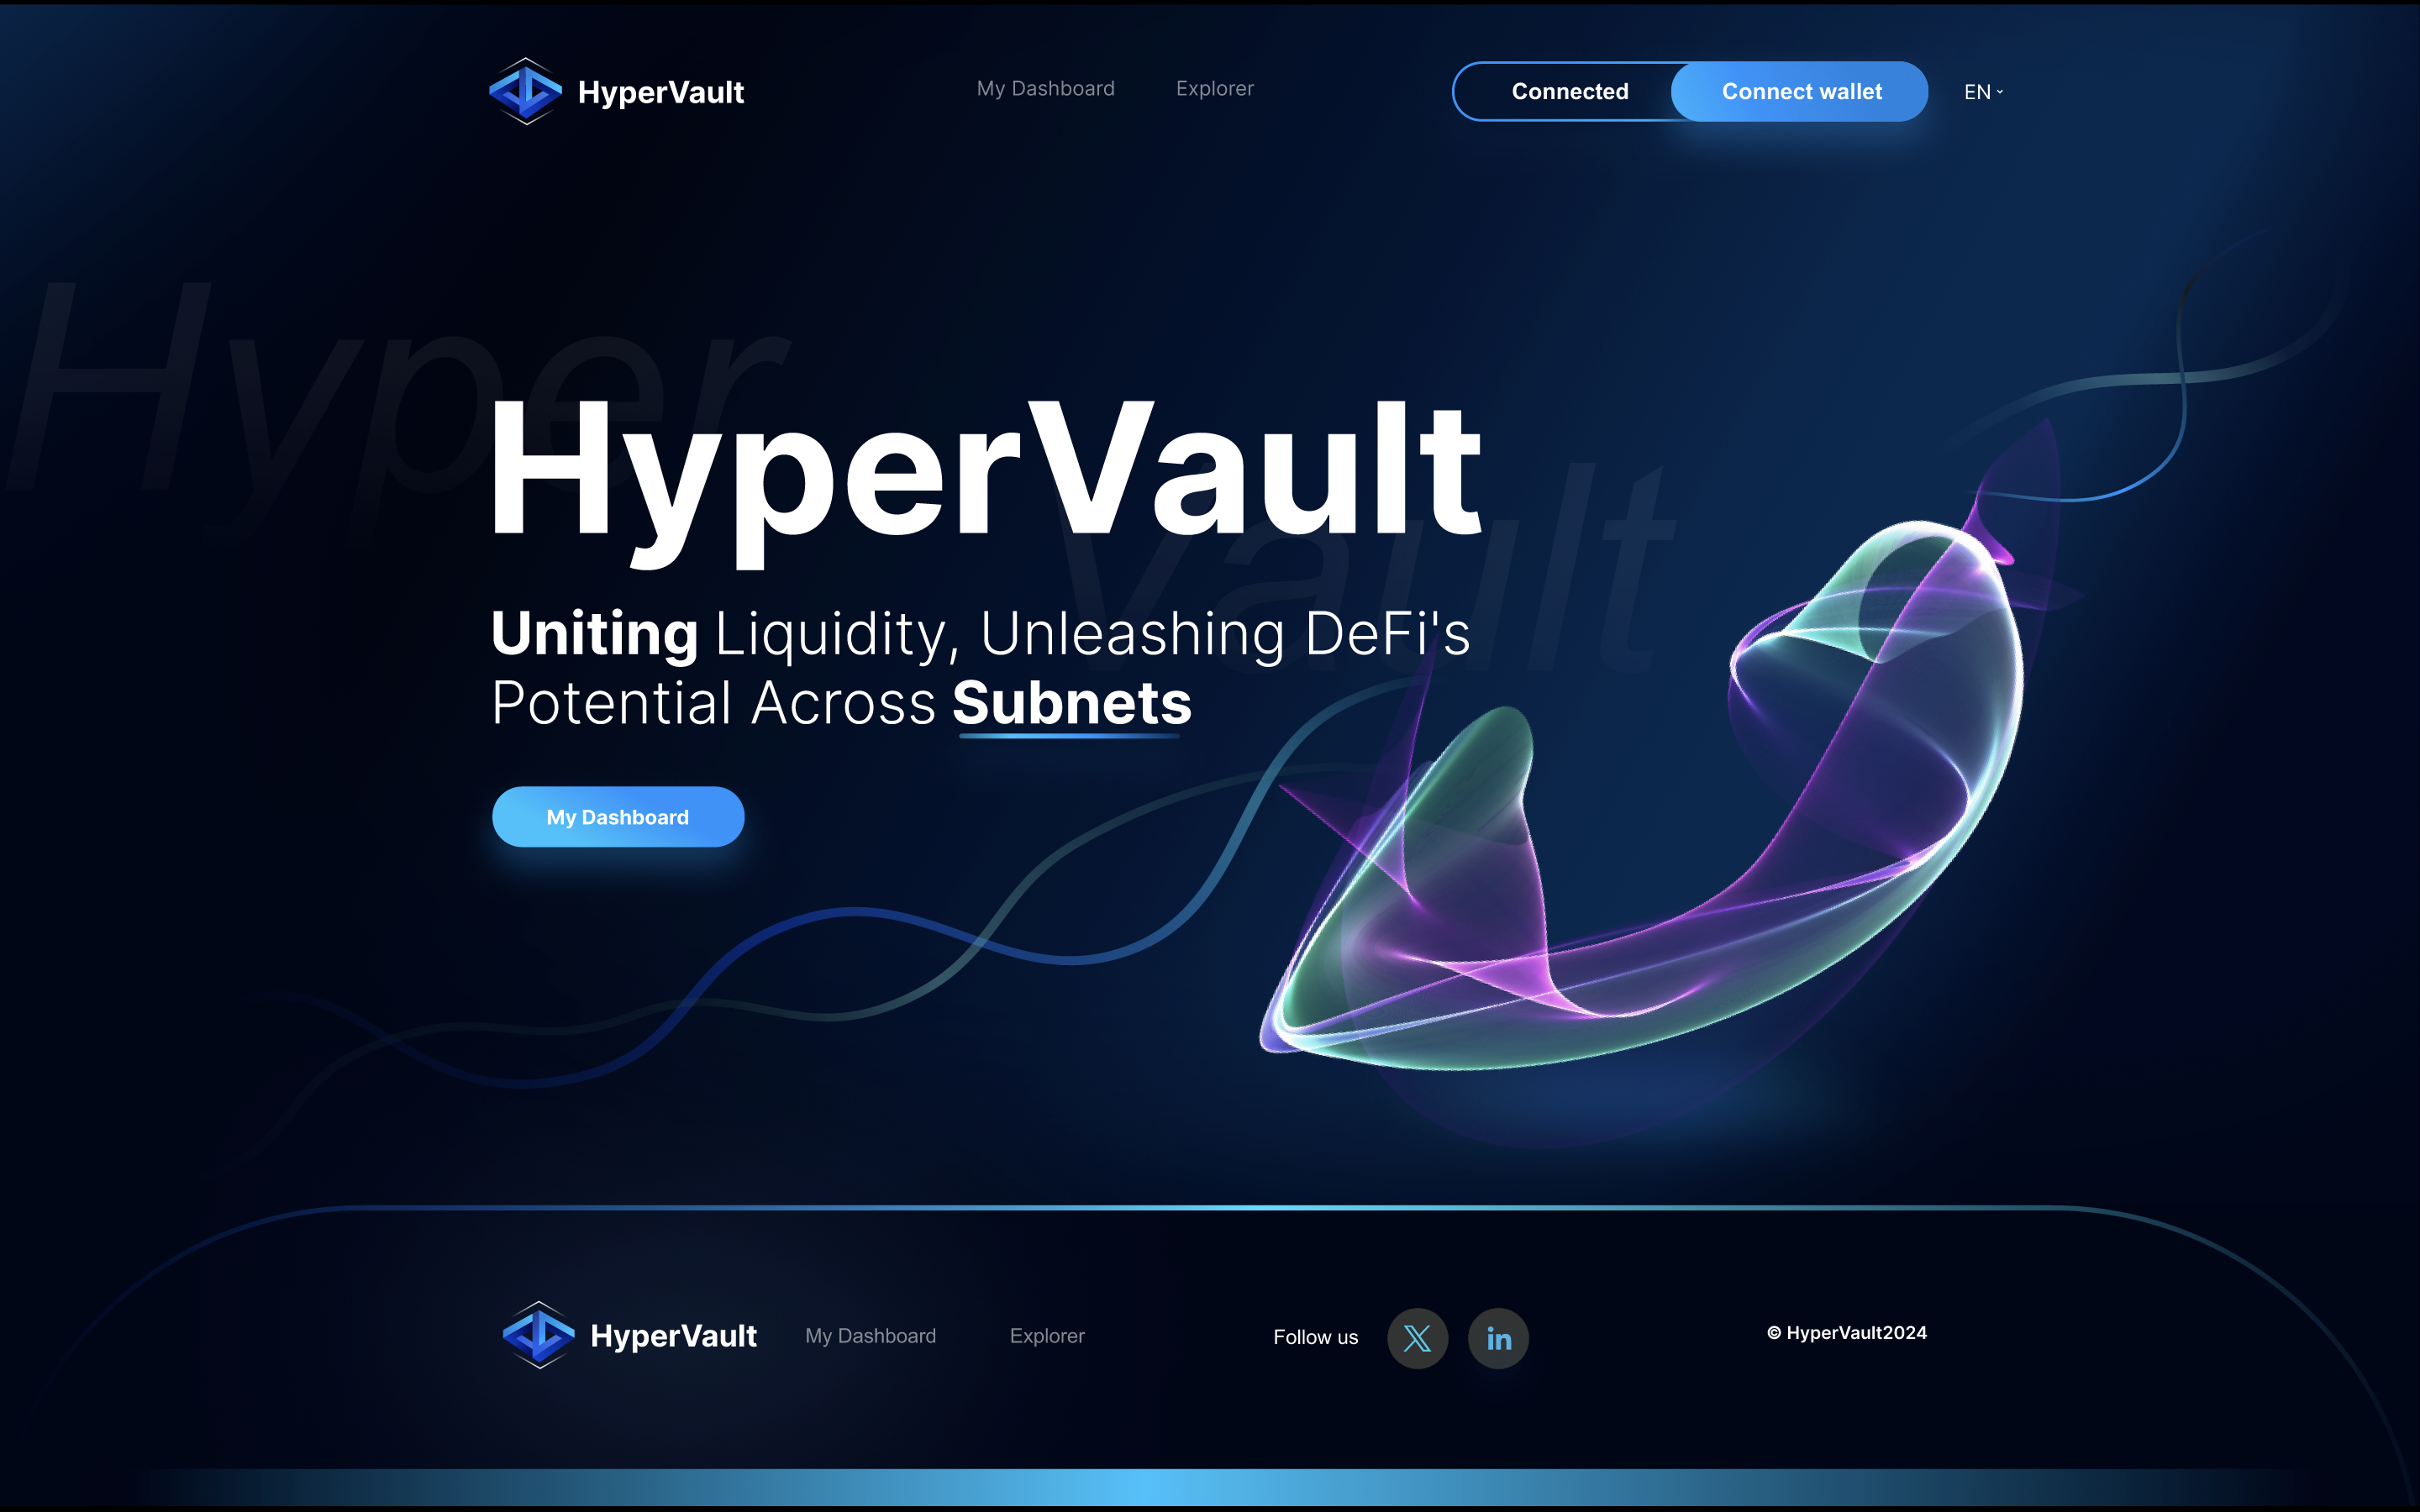 HyperVault
My Dashboard
Explorer
Connected
Connect wallet
EN
Hyper
Vault
HyperVault
Uniting Liquidity, Unleashing DeFi's
Potential Across Subnets
My Dashboard
HyperVault
My Dashboard
Explorer
Follow us
X
in
© HyperVault2024